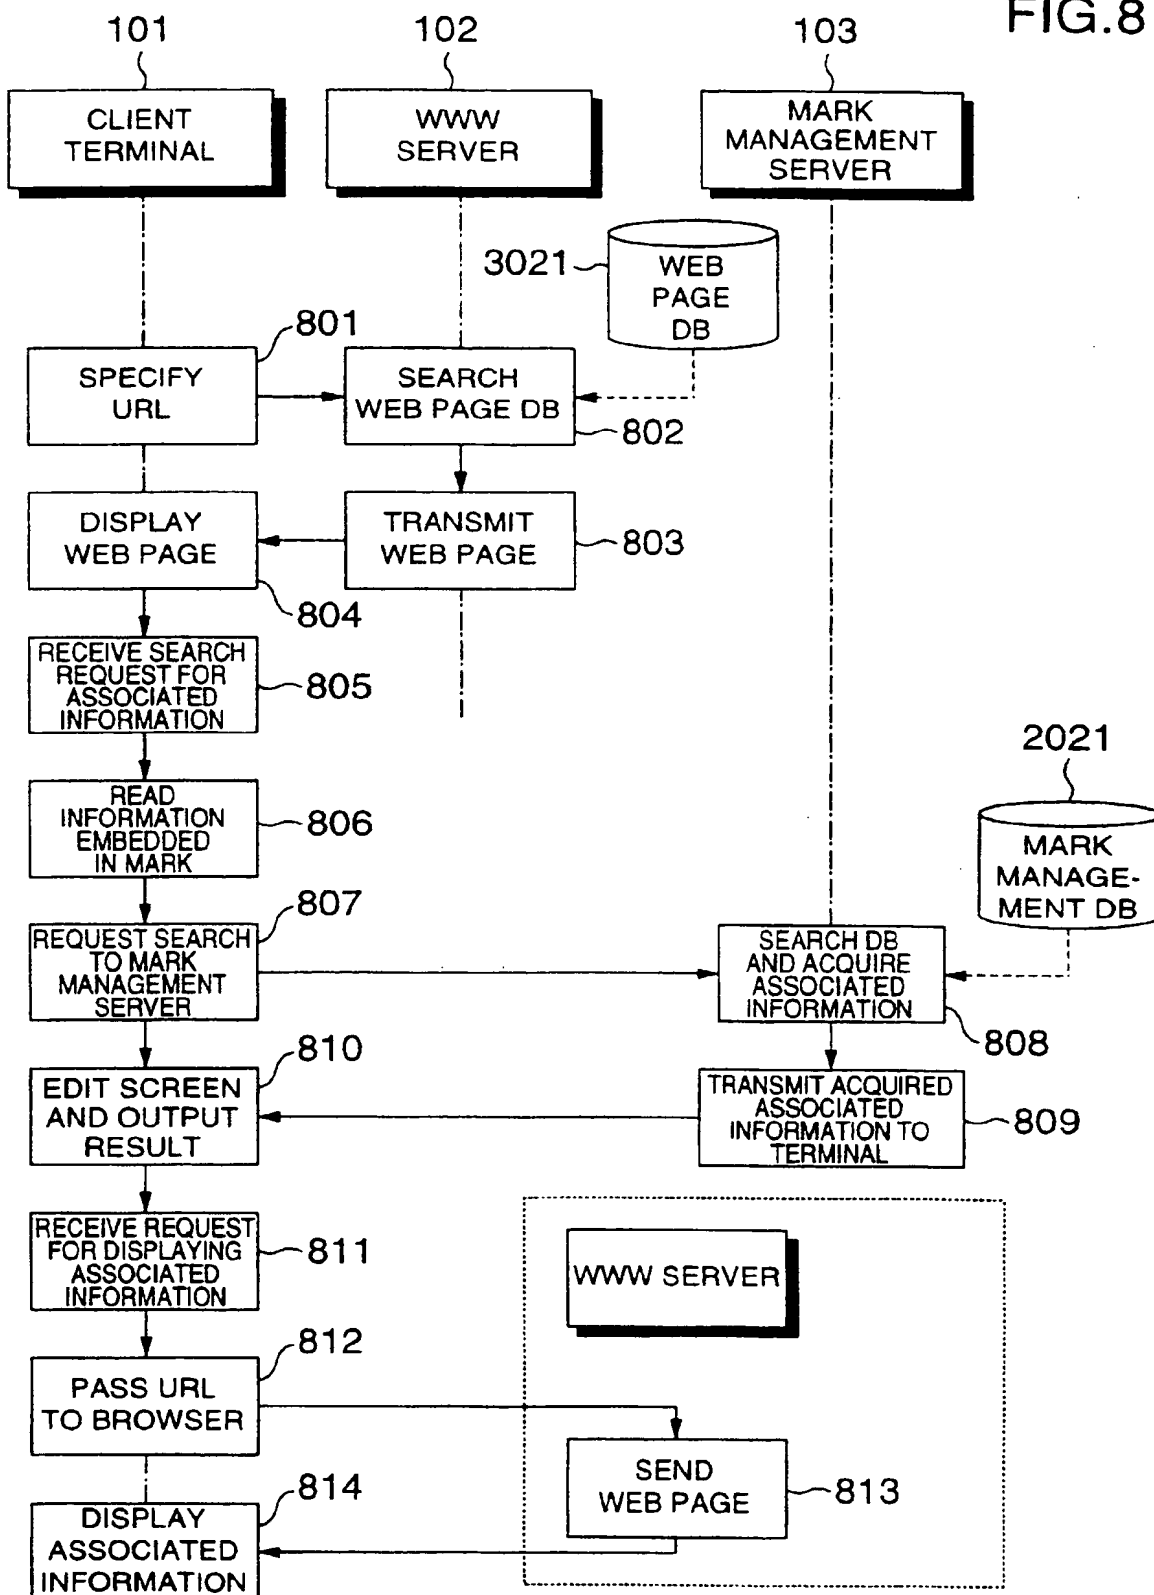 FIG.8
101
102
103
CLIENT
TERMINAL
WWW
SERVER
MARK
MANAGEMENT
SERVER
3021
WEB
PAGE
DB
801
SPECIFY
URL
SEARCH
WEB PAGE DB
802
DISPLAY
WEB PAGE
TRANSMIT
WEB PAGE
803
804
RECEIVE SEARCH
REQUEST FOR
ASSOCIATED
INFORMATION
805
2021
MARK
MANAGE-
MENT DB
READ
INFORMATION
EMBEDDED
IN MARK
806
807
REQUEST SEARCH
TO MARK
MANAGEMENT
SERVER
SEARCH DB
AND ACQUIRE
ASSOCIATED
INFORMATION
808
810
EDIT SCREEN
AND OUTPUT
RESULT
TRANSMIT ACQUIRED
ASSOCIATED
INFORMATION TO
TERMINAL
809
RECEIVE REQUEST
FOR DISPLAYING
ASSOCIATED
INFORMATION
811
WWW SERVER
812
PASS URL
TO BROWSER
SEND
WEB PAGE
813
814
DISPLAY
ASSOCIATED
INFORMATION